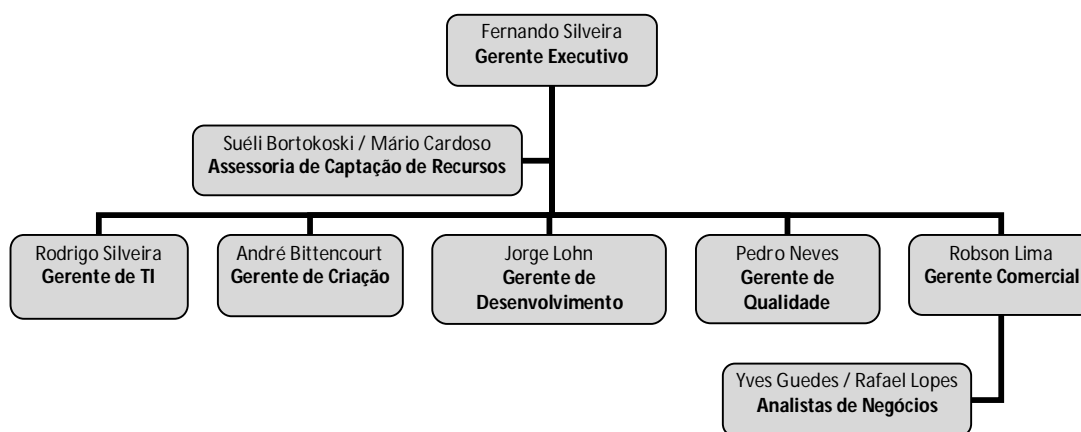 Fernando Silveira
Gerente Executivo
Suéli Bortokoski / Mário Cardoso
Assessoria de Captação de Recursos
Rodrigo Silveira
Gerente de TI
André Bittencourt
Gerente de Criação
Jorge Lohn
Gerente de
Desenvolvimento
Pedro Neves
Gerente de
Qualidade
Robson Lima
Gerente Comercial
Yves Guedes / Rafael Lopes
Analistas de Negócios